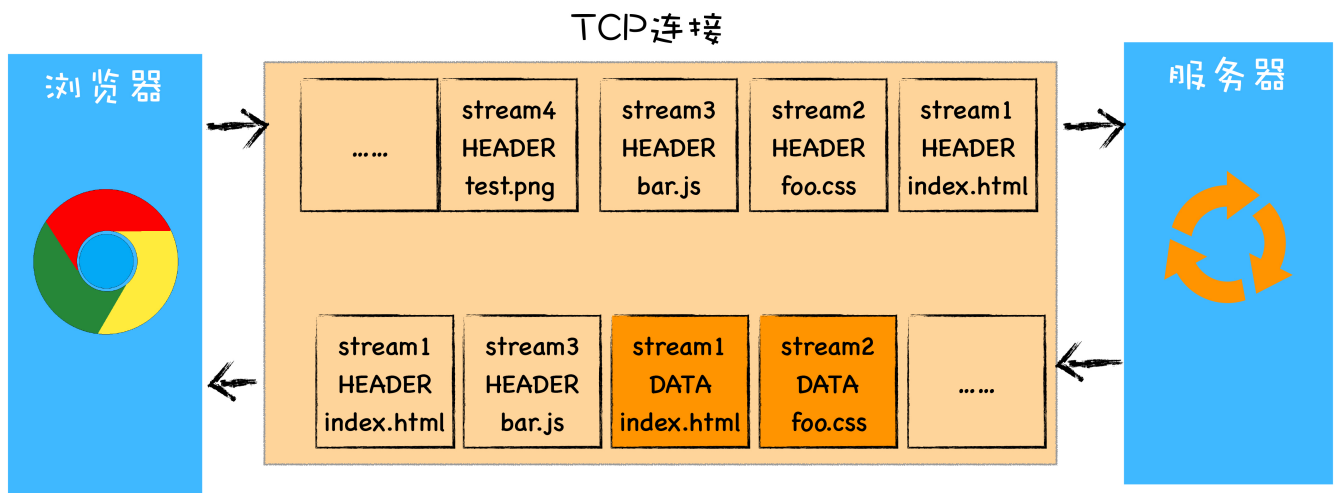 TCP连接
浏览器
服务器
……
stream4
HEADER
test.png
stream3
HEADER
bar.js
stream2
HEADER
foo.css
stream1
HEADER
index.html
stream1
HEADER
index.html
stream3
HEADER
bar.js
stream1
DATA
index.html
stream2
DATA
foo.css
……